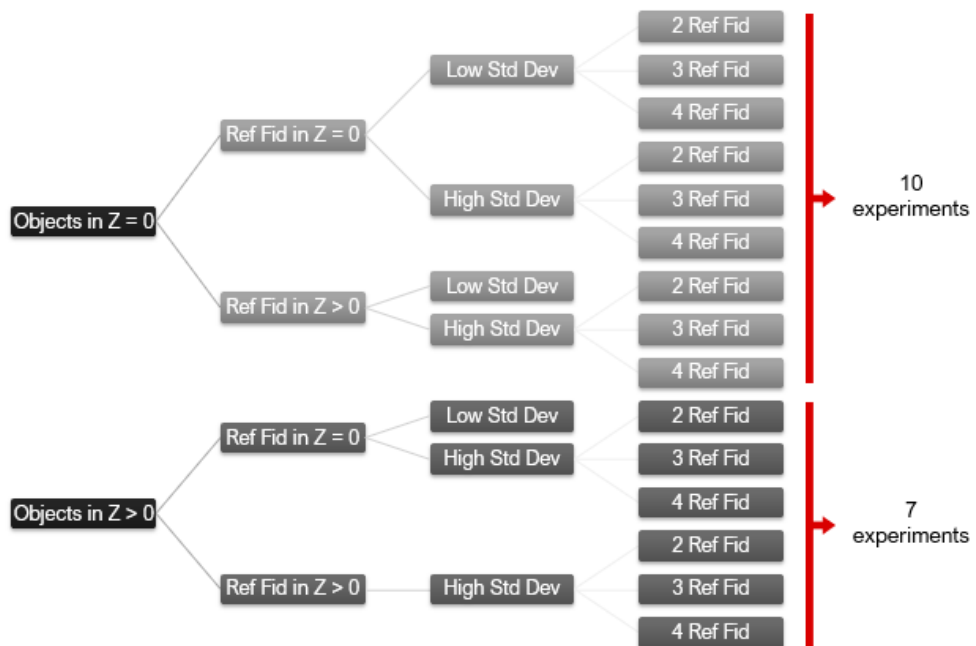 Objects in Z = 0
Ref Fid in Z = 0
Low Std Dev
2 Ref Fid
3 Ref Fid
4 Ref Fid
High Std Dev
2 Ref Fid
3 Ref Fid
4 Ref Fid
Ref Fid in Z > 0
Low Std Dev
High Std Dev
2 Ref Fid
3 Ref Fid
4 Ref Fid
10
experiments
Objects in Z > 0
Ref Fid in Z = 0
Low Std Dev
High Std Dev
2 Ref Fid
3 Ref Fid
4 Ref Fid
Ref Fid in Z > 0
High Std Dev
2 Ref Fid
3 Ref Fid
4 Ref Fid
7
experiments